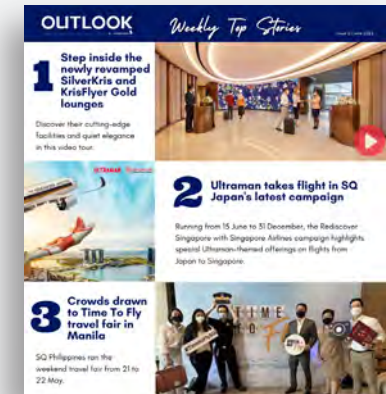 OUTLOOK
Weekly Top Stories
1
Step inside the
newly revamped
SilverKris and
KrisFlyer Gold
lounges
Discover their cutting-edge
facilities and quiet elegance
in this video tour.
ULTRAMAN
2
Ultraman takes flight in SQ
Japan's latest campaign
Running from 15 June to 31 December, the Rediscover
Singapore with Singapore Airlines campaign highlights
special Ultraman-themed offerings on flights from
Japan to Singapore.
3
Crowds drawn
to Time To Fly
travel fair in
Manila
SQ Philippines ran the
weekend travel fair from 21 to
22 May.
TIME
TO FLY